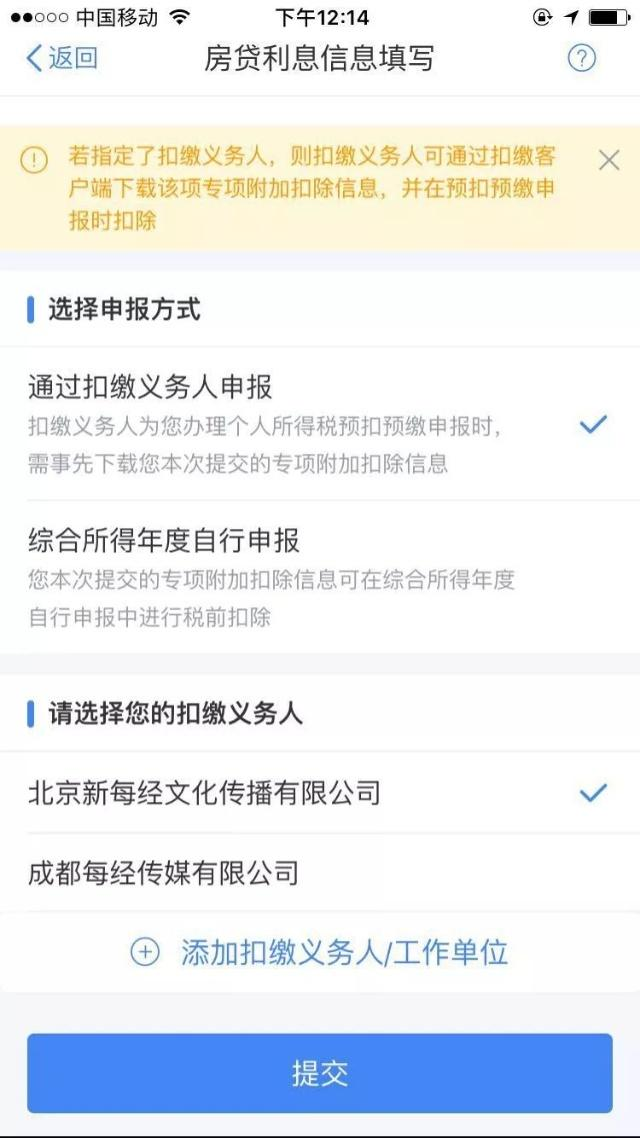 中国移动 下午12:14
返回 房贷利息信息填写 ?
若指定了扣缴义务人，则扣缴义务人可通过扣缴客
户端下载该项专项附加扣除信息，并在预扣预缴申
报时扣除
选择申报方式
通过扣缴义务人申报
扣缴义务人为您办理个人所得税预扣预缴申报时，
需事先下载您本次提交的专项附加扣除信息
综合所得年度自行申报
您本次提交的专项附加扣除信息可在综合所得年度
自行申报中进行税前扣除
请选择您的扣缴义务人
北京新每经文化传播有限公司
成都每经传媒有限公司
添加扣缴义务人/工作单位
提交